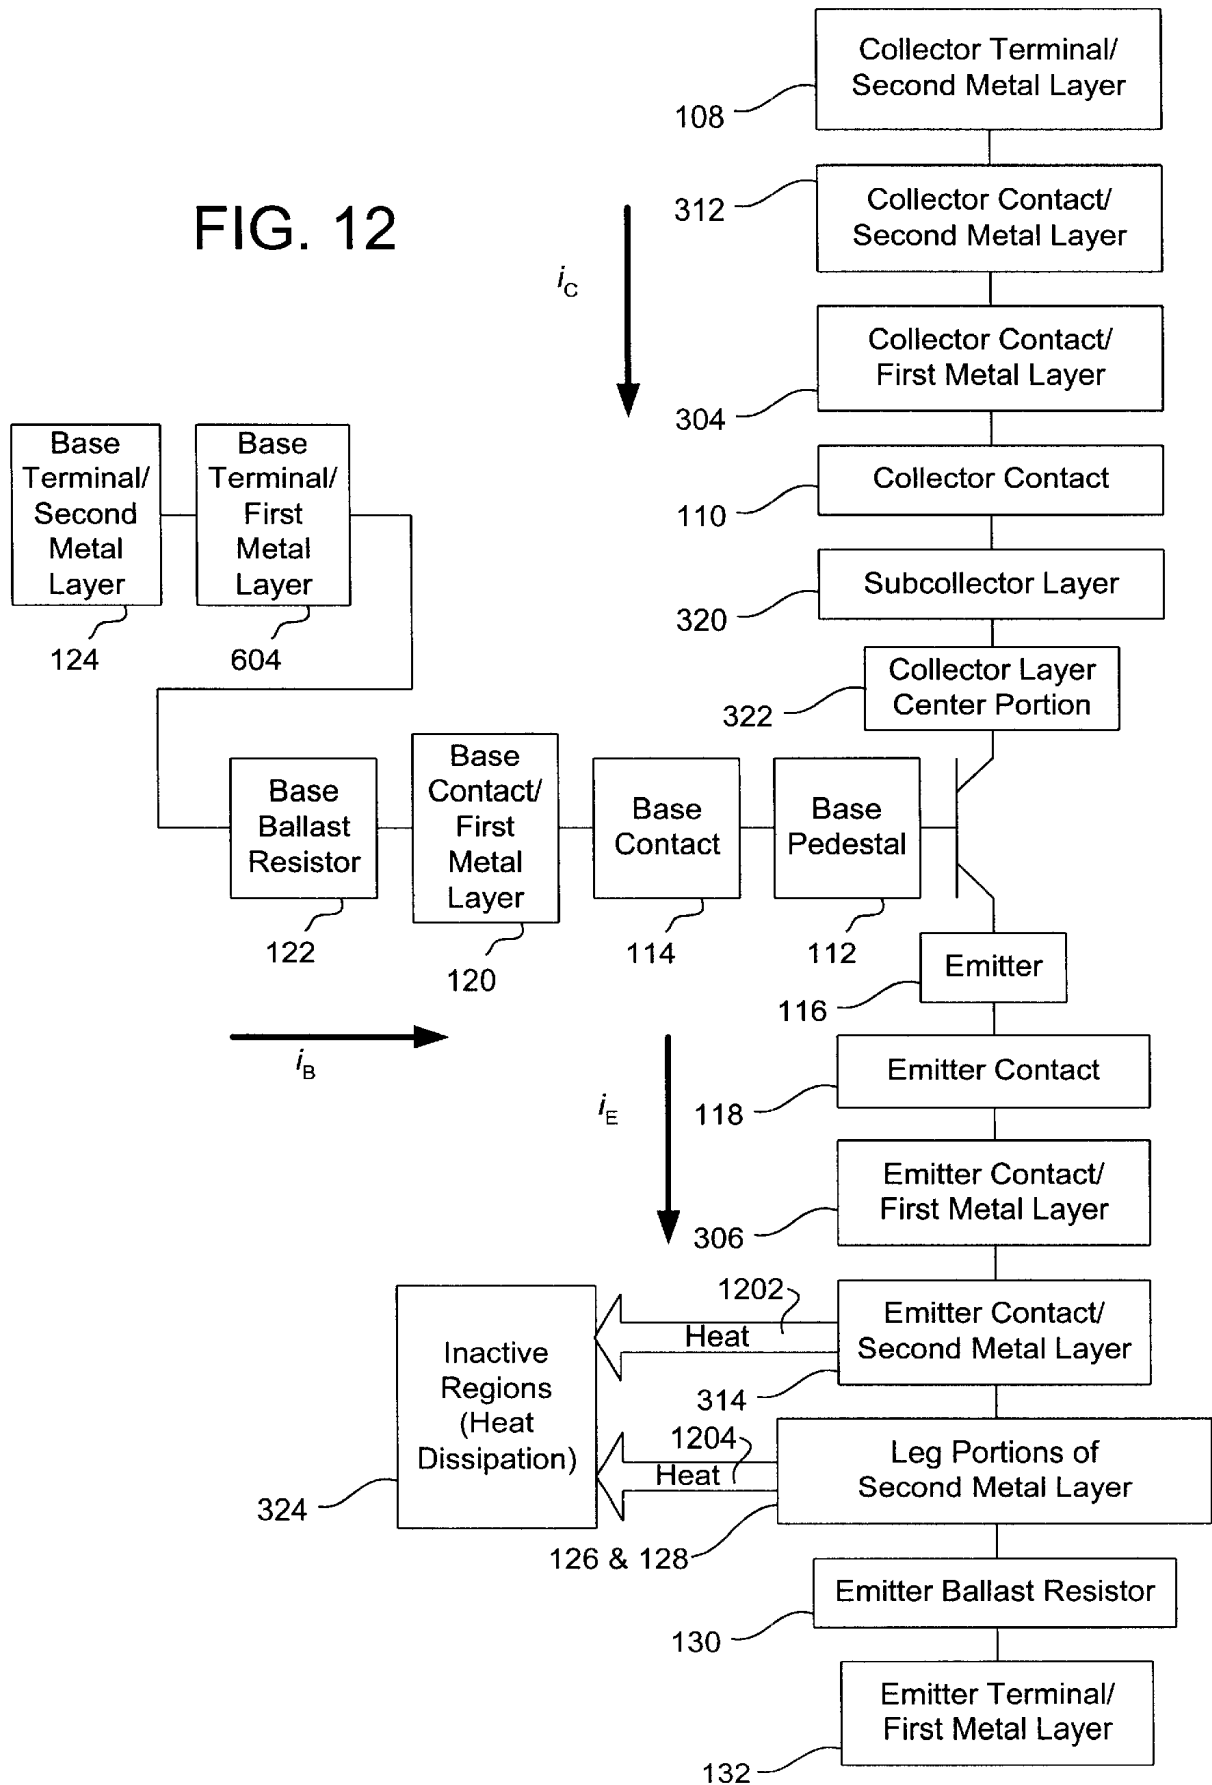 Collector Terminal/
Second Metal Layer
108
FIG. 12
Collector Contact/
Second Metal Layer
312
iC
Collector Contact/
First Metal Layer
304
Collector Contact
110
Subcollector Layer
320
Collector Layer
Center Portion
322
Base
Terminal/
Second
Metal
Layer
124
Base
Terminal/
First
Metal
Layer
604
Base
Ballast
Resistor
122
Base
Contact/
First
Metal
Layer
120
Base
Contact
114
Base
Pedestal
112
Emitter
116
iB
Emitter Contact
118
iE
Emitter Contact/
First Metal Layer
306
Emitter Contact/
Second Metal Layer
314
1202
Heat
Inactive
Regions
(Heat
Dissipation)
324
1204
Heat
Leg Portions of
Second Metal Layer
126 & 128
Emitter Ballast Resistor
130
Emitter Terminal/
First Metal Layer
132